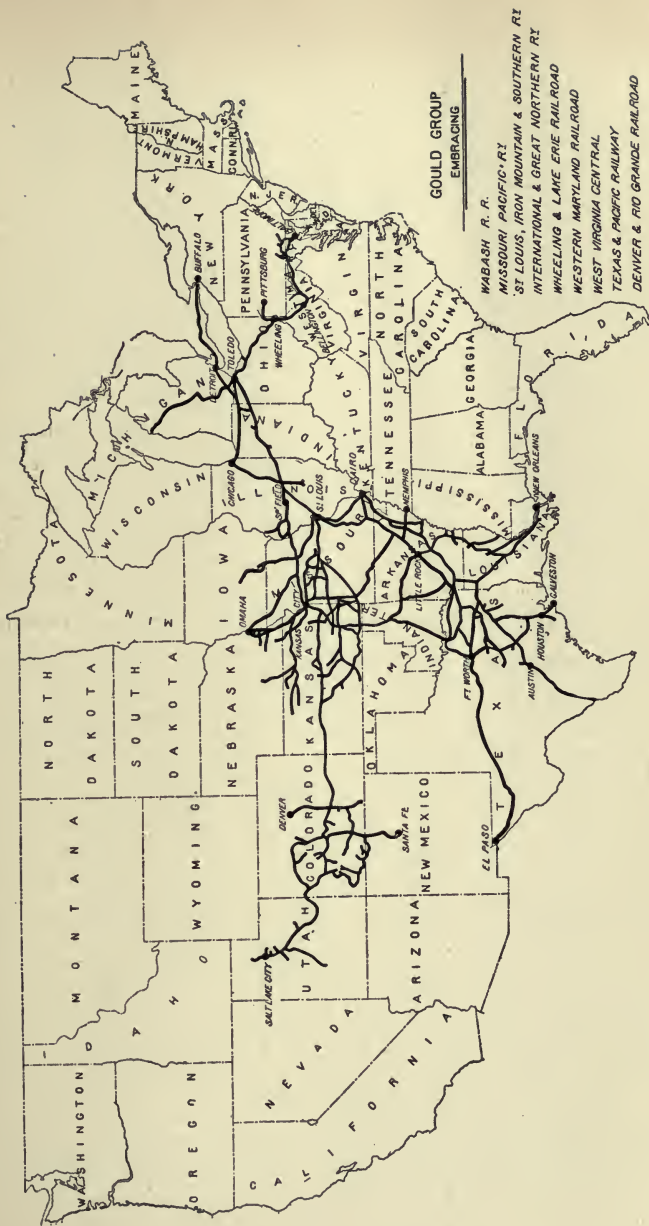 WASHINGTON
OREGON
CALIFORNIA
NEVADA
IDAHO
MONTANA
WYOMING
UTAH
SALT LAKE CITY
COLORADO
DENVER
ARIZONA
NEW MEXICO
SANTA FE
EL PASO
NORTH
DAKOTA
SOUTH
DAKOTA
NEBRASKA
OMAHA
KANSAS
KANSAS
CITY
OKLAHOMA
INDIAN TER
TEXAS
FT WORTH
AUSTIN
HOUSTON
GALVESTON
MINNESOTA
IOWA
MISSOURI
ARKANSAS
LITTLE ROCK
LOUISIANA
NEW ORLEANS
WISCONSIN
ILLINOIS
CHICAGO
SP'FIELD
ST LOUIS
CAIRO
MEMPHIS
MISSISSIPPI
MICHIGAN
DETROIT
TOLEDO
INDIANA
OHIO
KENTUCKY
TENNESSEE
ALABAMA
GEORGIA
FLORIDA
SOUTH
CAROLINA
NORTH
CAROLINA
VIRGINIA
WEST
VIRGINIA
BELINGTON
WHEELING
PITTSBURG
PENNSYLVANIA
NEW YORK
BUFFALO
N JER
CONN
MASS
VERMONT
N
HAMPSHIRE
MAINE
GOULD GROUP
EMBRACING
WABASH R. R.
MISSOURI PACIFIC RY
ST LOUIS, IRON MOUNTAIN & SOUTHERN RY
INTERNATIONAL & GREAT NORTHERN RY
WHEELING & LAKE ERIE RAILROAD
WESTERN MARYLAND RAILROAD
WEST VIRGINIA CENTRAL
TEXAS & PACIFIC RAILWAY
DENVER & RIO GRANDE RAILROAD